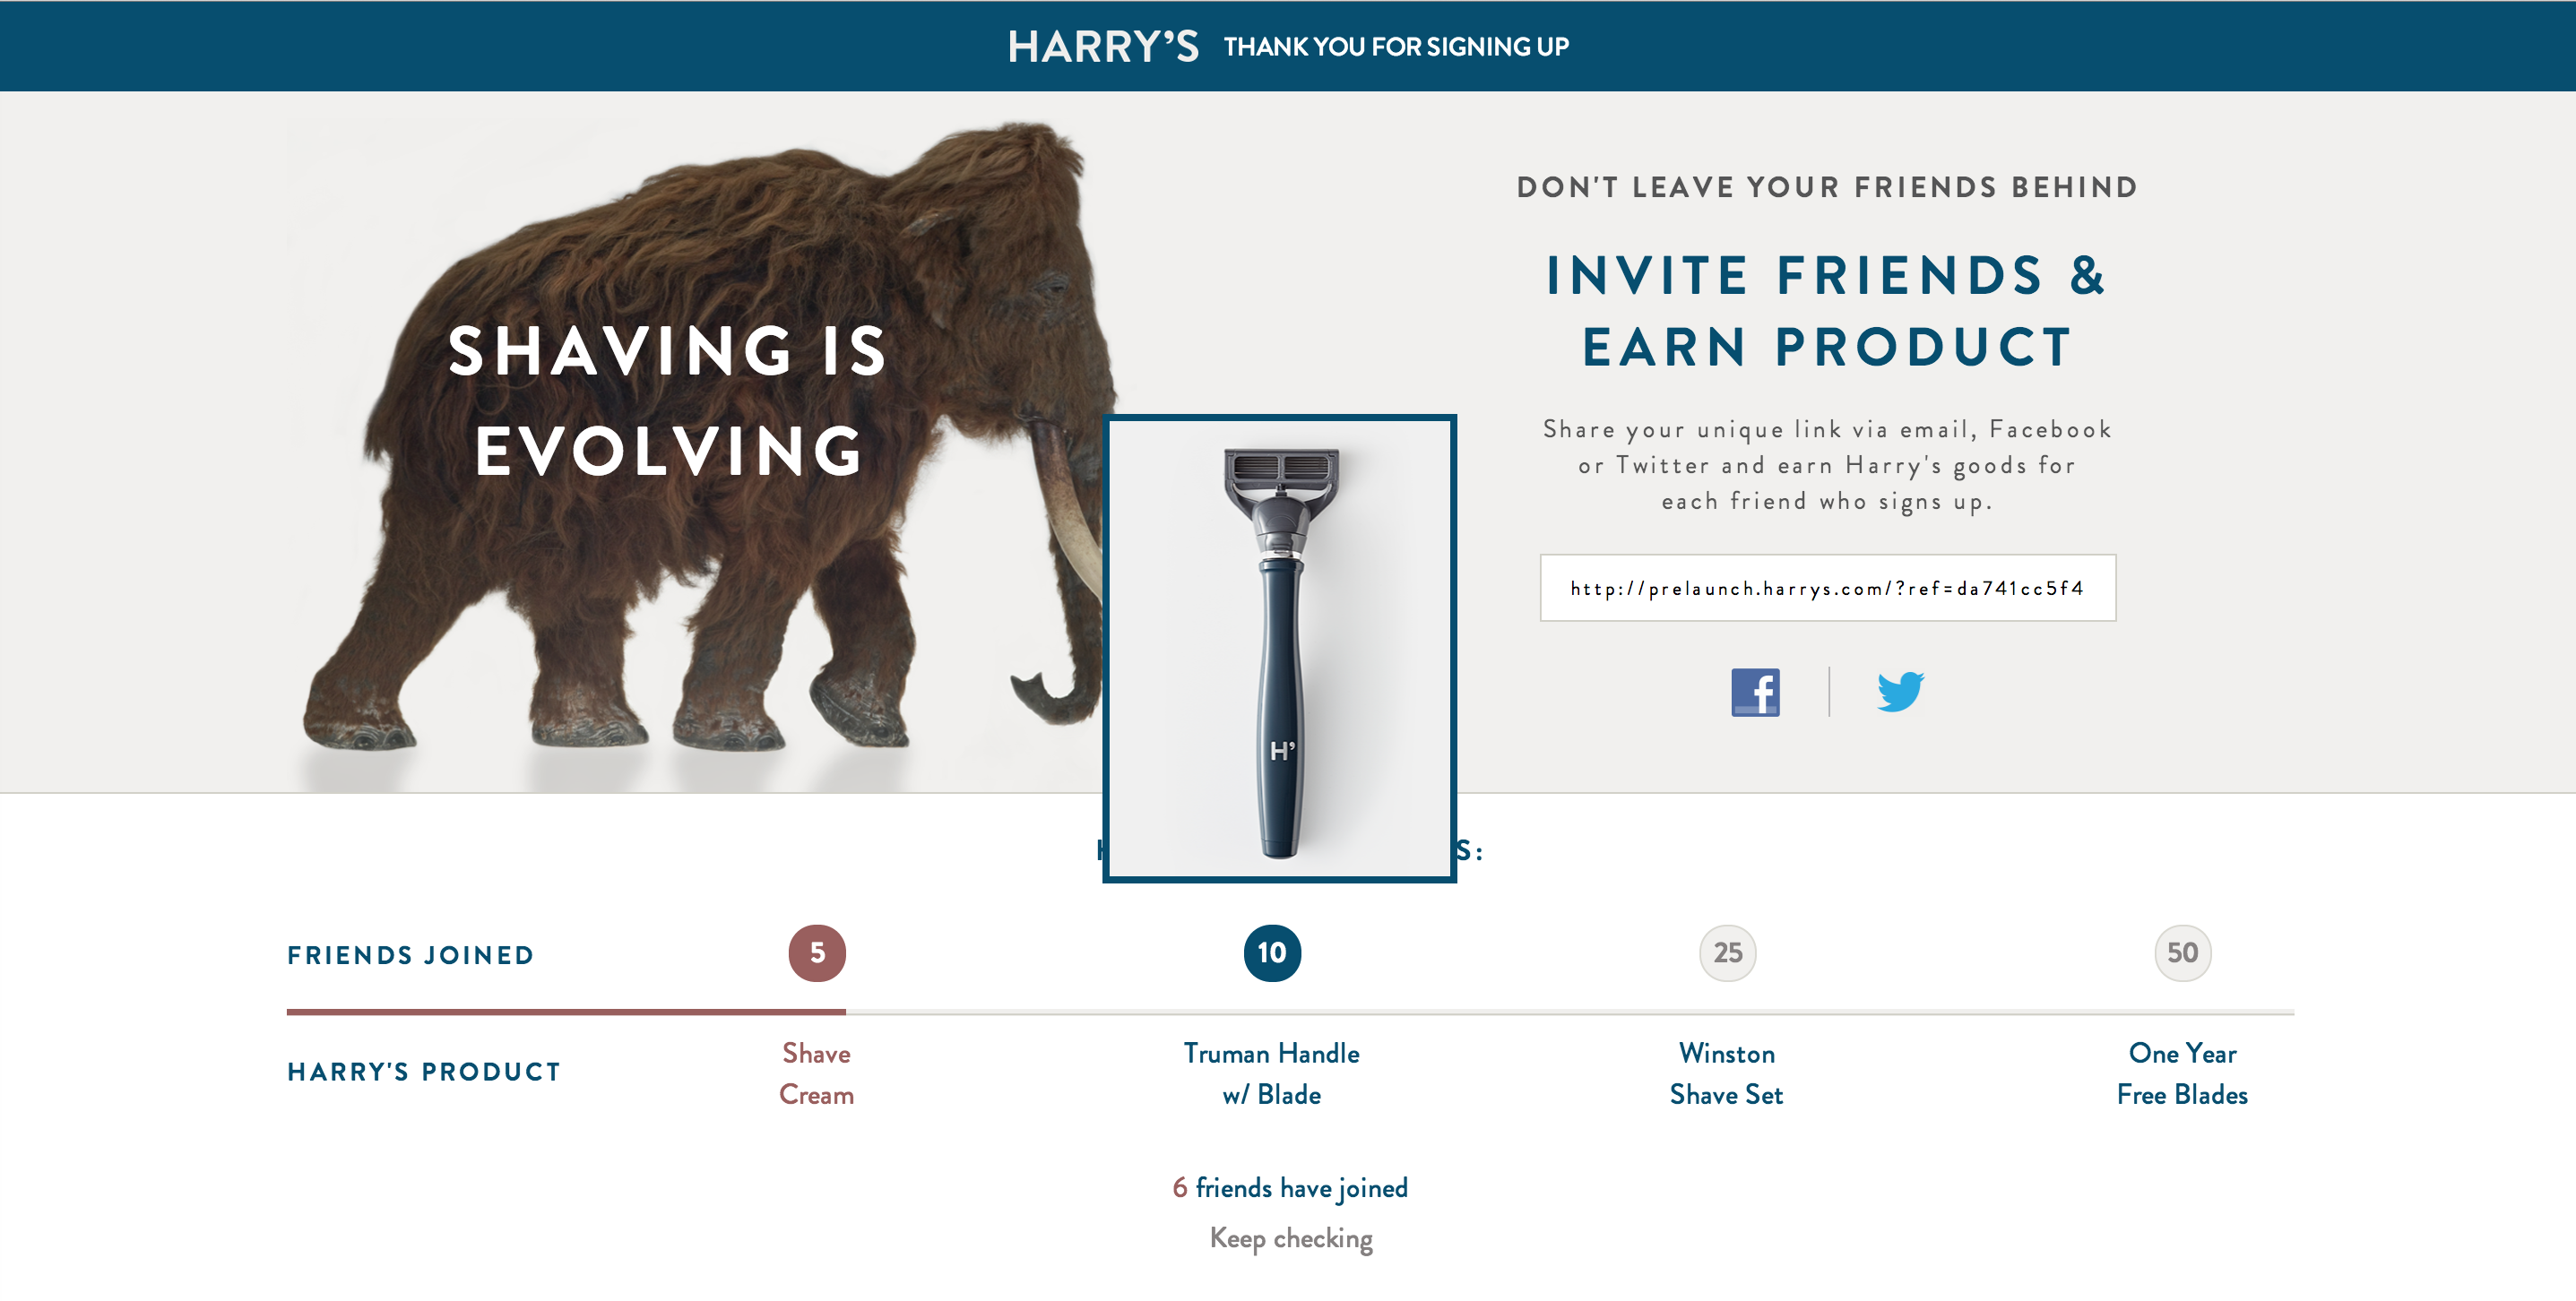 HARRY'S THANK YOU FOR SIGNING UP
SHAVING IS
EVOLVING
DON'T LEAVE YOUR FRIENDS BEHIND
INVITE FRIENDS &
EARN PRODUCT
Share your unique link via email, Facebook
or Twitter and earn Harry's goods for
each friend who signs up.
http://prelaunch.harrys.com/?ref=da741cc5f4
f
H'
FRIENDS JOINED 5 10 25 50
HARRY'S PRODUCT
Shave
Cream
Truman Handle
w/ Blade
Winston
Shave Set
One Year
Free Blades
6 friends have joined
Keep checking